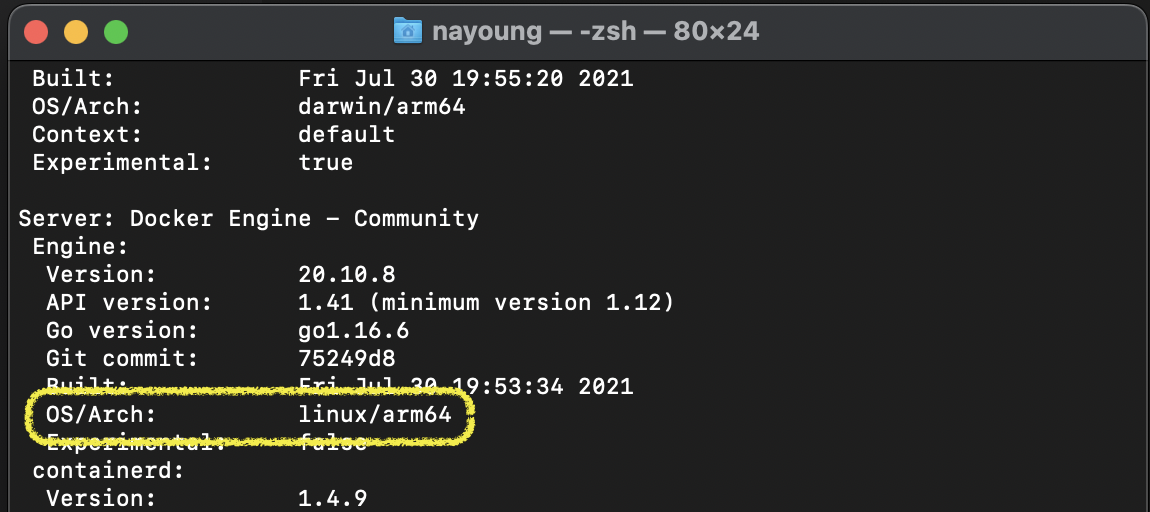 nayoung — -zsh — 80×24
Built: Fri Jul 30 19:55:20 2021
OS/Arch: darwin/arm64
Context: default
Experimental: true
Server: Docker Engine - Community
Engine:
Version: 20.10.8
API version: 1.41 (minimum version 1.12)
Go version: go1.16.6
Git commit: 75249d8
Built: Fri Jul 30 19:53:34 2021
OS/Arch: linux/arm64
Experimental: false
containerd:
Version: 1.4.9